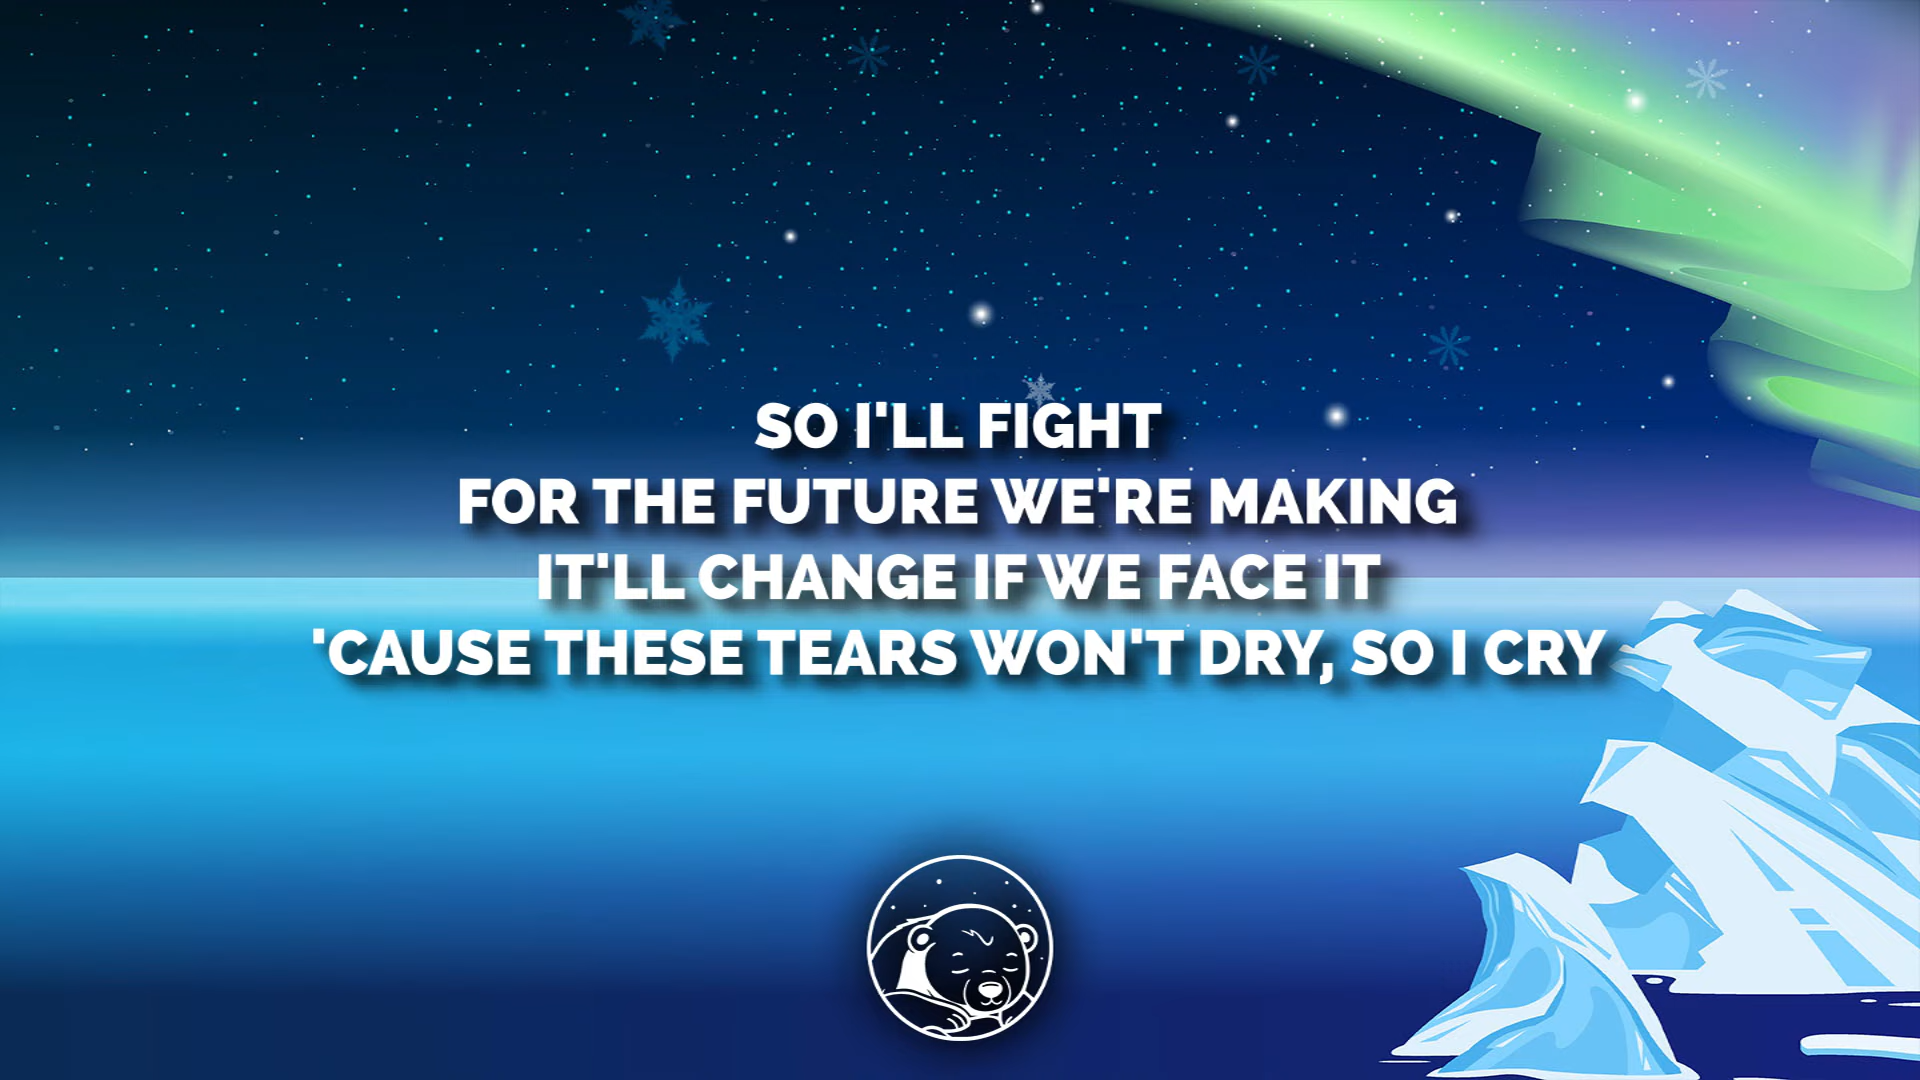 SO I'LL FIGHT
FOR THE FUTURE WE'RE MAKING
IT'LL CHANGE IF WE FACE IT
'CAUSE THESE TEARS WON'T DRY, SO I CRY